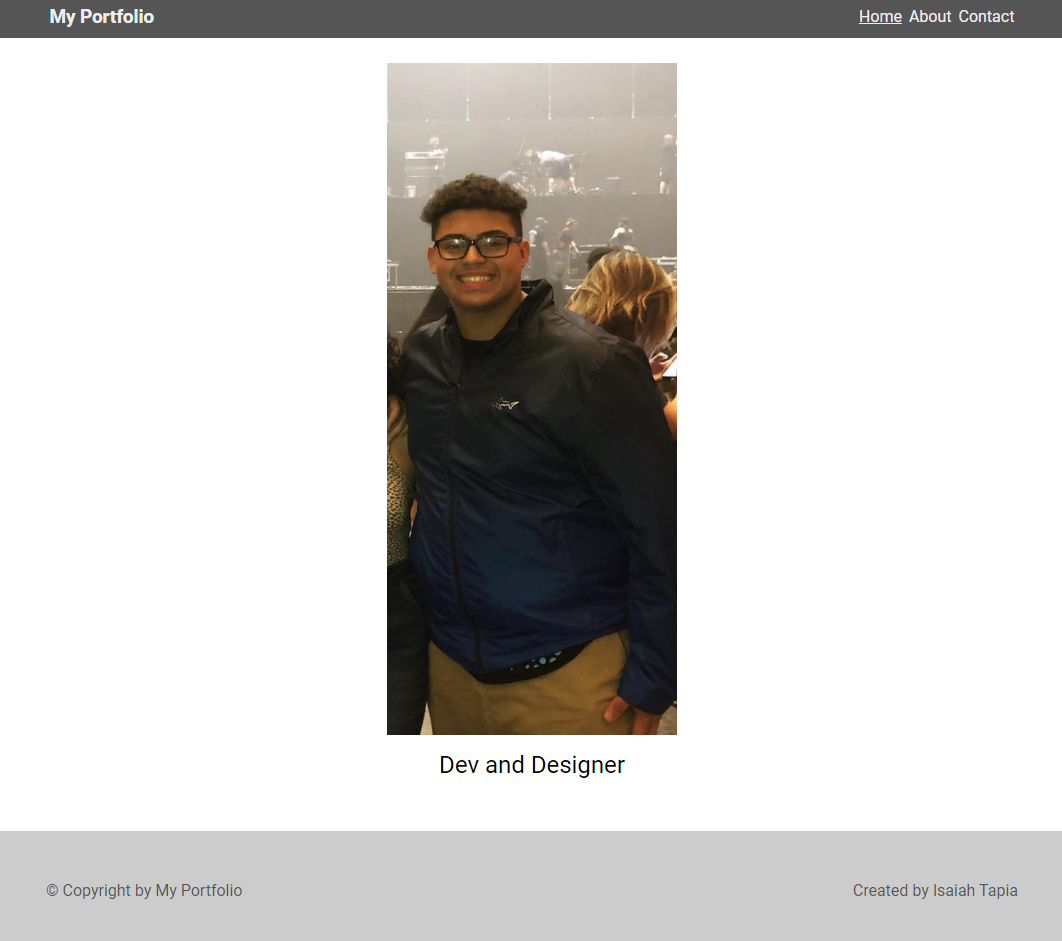 My Portfolio
Home About Contact
Dev and Designer
© Copyright by My Portfolio
Created by Isaiah Tapia